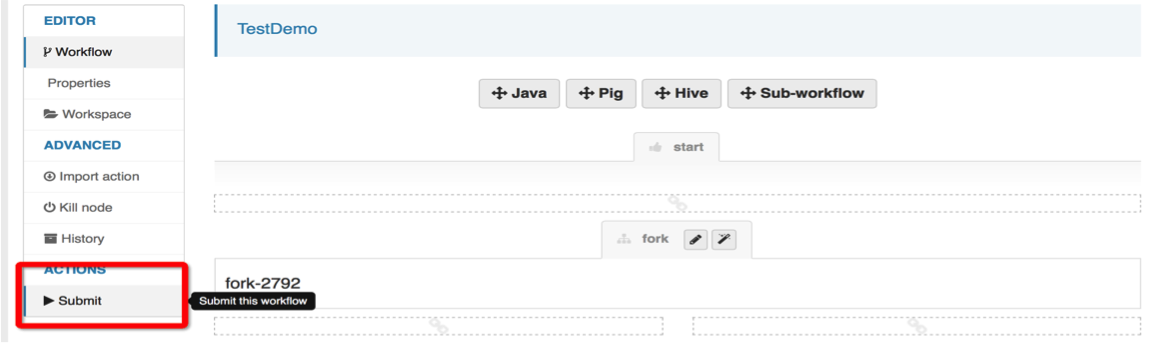 EDITOR
Workflow
Properties
Workspace
ADVANCED
Import action
Kill node
History
ACTIONS
Submit
Submit this workflow
TestDemo
Java Pig Hive Sub-workflow
start
fork
fork-2792